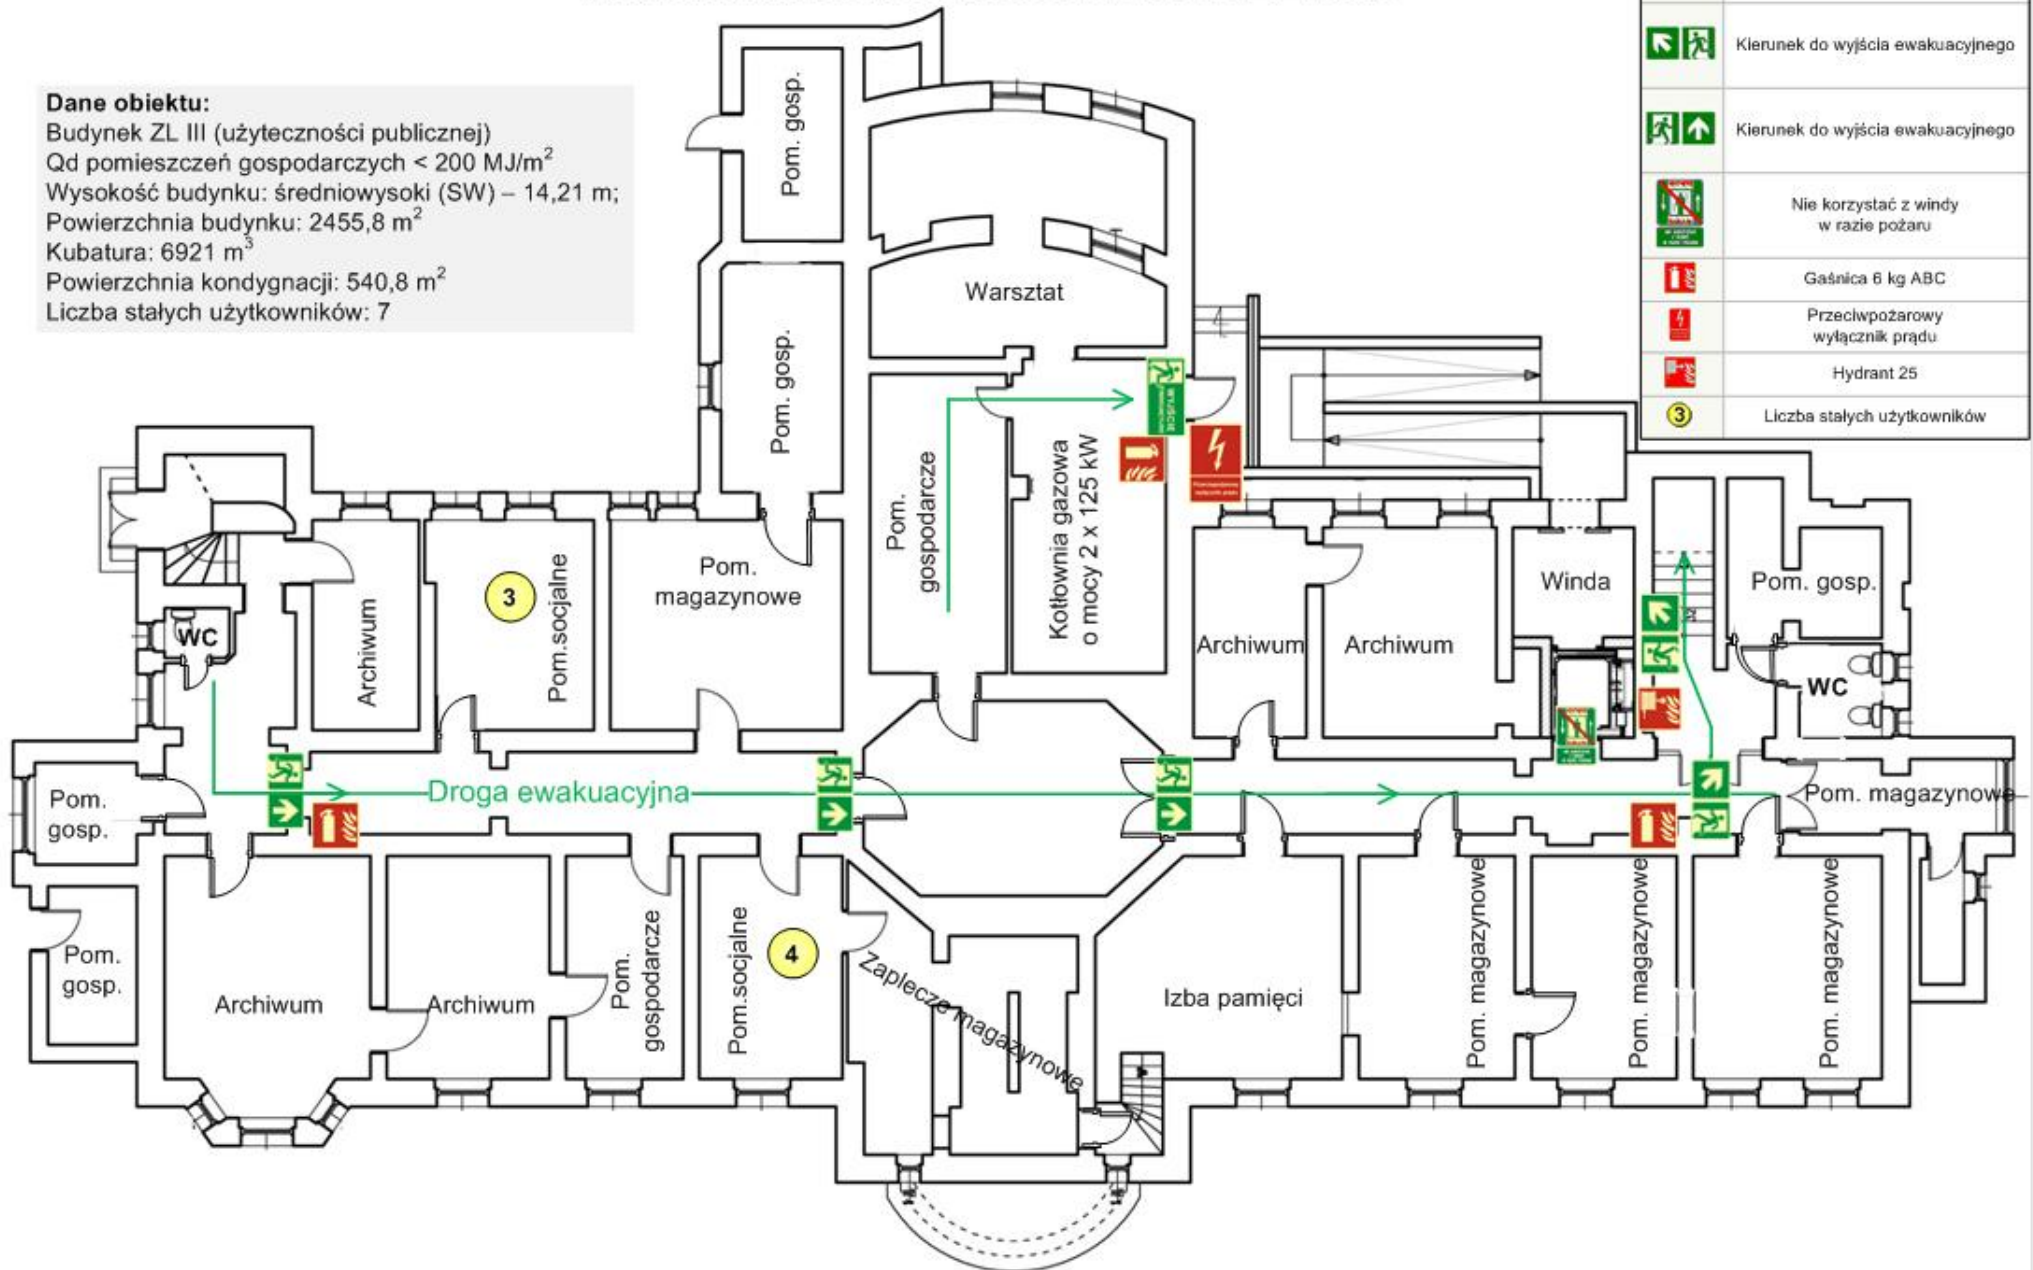 Dane obiektu:
Budynek ZL III (użyteczności publicznej)
Qd pomieszczeń gospodarczych < 200 MJ/m²
Wysokość budynku: średniowysoki (SW) – 14,21 m;
Powierzchnia budynku: 2455,8 m²
Kubatura: 6921 m³
Powierzchnia kondygnacji: 540,8 m²
Liczba stałych użytkowników: 7
Kierunek do wyjścia ewakuacyjnego
Kierunek do wyjścia ewakuacyjnego
Nie korzystać z windy
w razie pożaru
Gaśnica 6 kg ABC
Przeciwpożarowy
wyłącznik prądu
Hydrant 25
3
Liczba stałych użytkowników
Pom. gosp.
Warsztat
Pom. gosp.
WYJŚCIE
Pom.
gospodarcze
Kotłownia gazowa
o mocy 2 x 125 kW
3
Pom.socjalne
Pom.
magazynowe
Archiwum
WC
Archiwum
Archiwum
Winda
Pom. gosp.
WC
Pom.
gosp.
Droga ewakuacyjna
Pom. magazynowe
Pom.
gosp.
Archiwum
Archiwum
Pom.
gospodarcze
Pom.socjalne
4
Zaplecze magazynowe
Izba pamięci
Pom. magazynowe
Pom. magazynowe
Pom. magazynowe